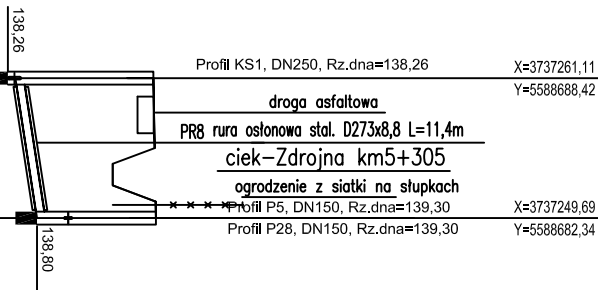 138,26
Profil KS1, DN250, Rz.dna=138,26
X=3737261,11
Y=5588688,42
droga asfaltowa
PR8 rura osłonowa stal. D273x8,8 L=11,4m
ciek-Zdrojna km5+305
ogrodzenie z siatki na słupkach
Profil P5, DN150, Rz.dna=139,30
X=3737249,69
Profil P28, DN150, Rz.dna=139,30
Y=5588682,34
138,80